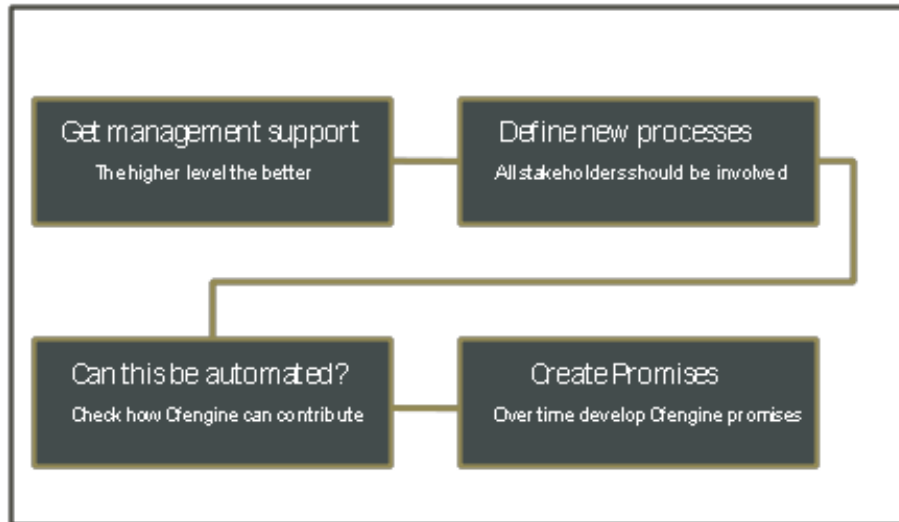 Get management support
The higher level the better
Define new processes
All stakeholders should be involved
Can this be automated?
Check how Cfengine can contribute
Create Promises
Over time develop Cfengine promises